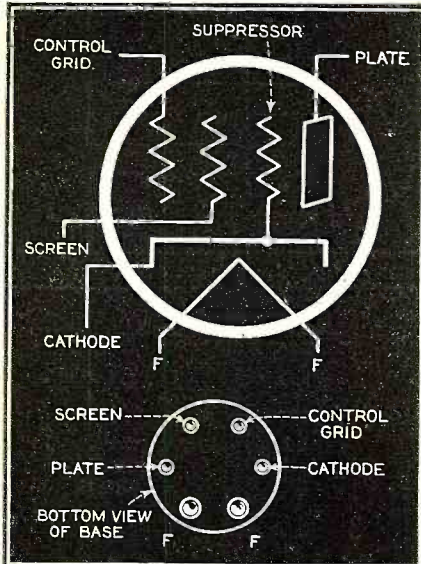 SUPPRESSOR
CONTROL
GRID.
PLATE
SCREEN
CATHODE
F
F
SCREEN
CONTROL
GRID
PLATE
CATHODE
BOTTOM VIEW
OF BASE
F
F